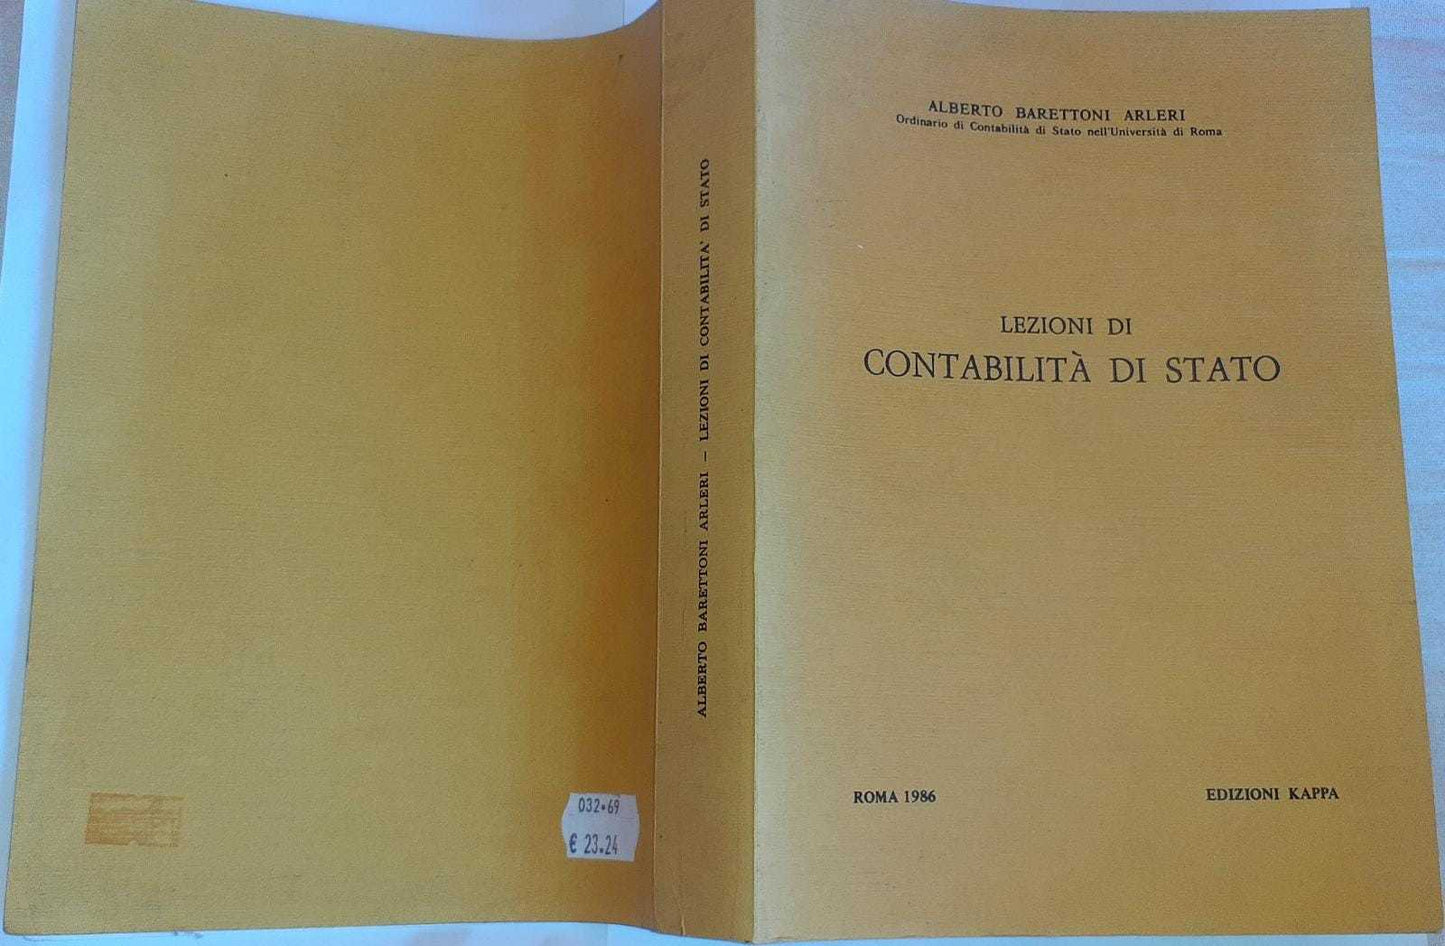 ALBERTO BARETTONI ARLERI
Ordinario di Contabilità di Stato nell'Università di Roma
LEZIONI DI
CONTABILITÀ DI STATO
ROMA 1986
EDIZIONI KAPPA
ALBERTO BARETTONI ARLERI – LEZIONI DI CONTABILITA' DI STATO
032•69
€ 23.24